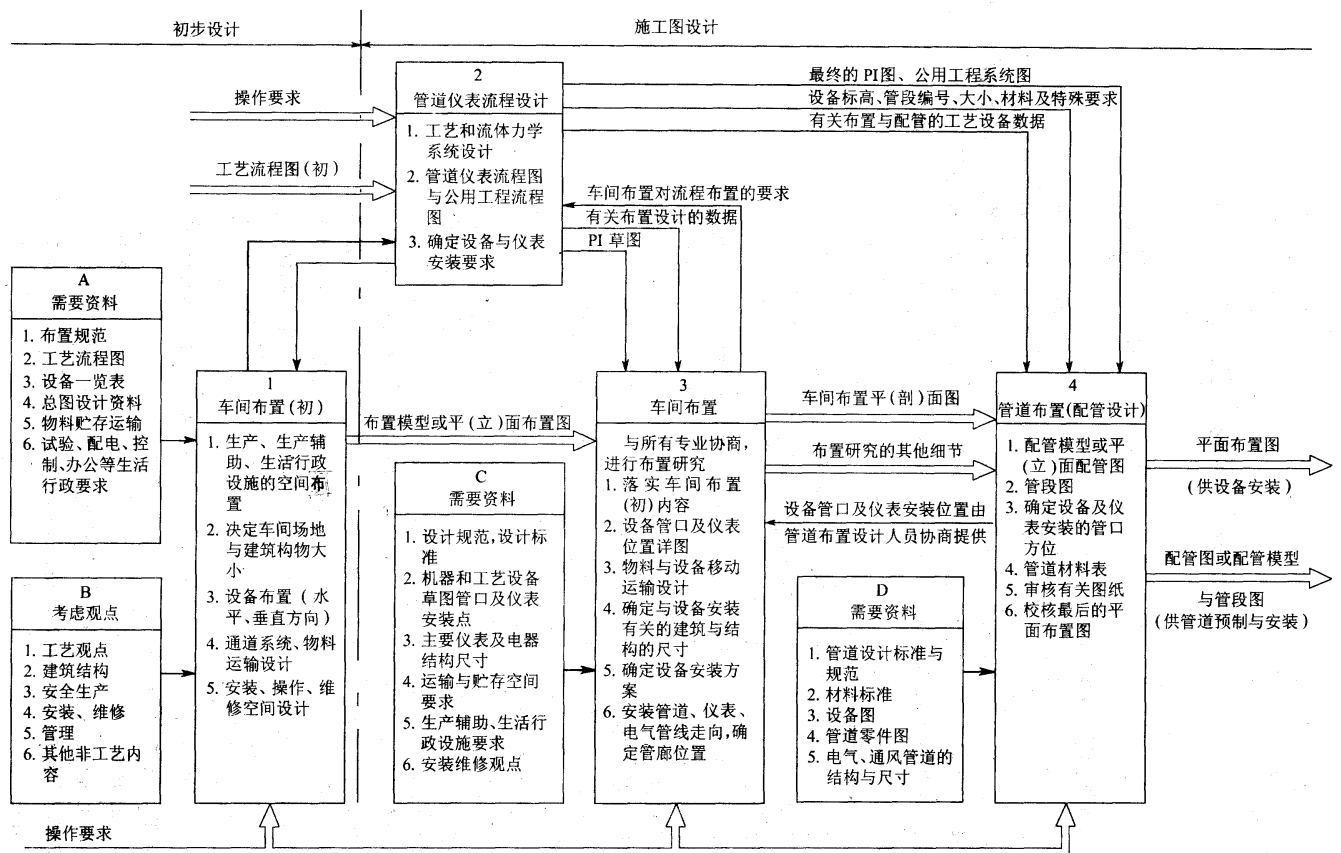 初步设计
施工图设计
2
管道仪表流程设计
1. 工艺和流体力学
系统设计
2. 管道仪表流程图
与公用工程流程
图
3. 确定设备与仪表
安装要求
操作要求
工艺流程图(初)
最终的PI图、公用工程系统图
设备标高、管段编号、大小、材料及特殊要求
有关布置与配管的工艺设备数据
车间布置对流程布置的要求
有关布置设计的数据
PI 草图
A
需要资料
1. 布置规范
2. 工艺流程图
3. 设备一览表
4. 总图设计资料
5. 物料贮存运输
6. 试验、配电、控
制、办公等生活
行政要求
B
考虑观点
1. 工艺观点
2. 建筑结构
3. 安全生产
4. 安装、维修
5. 管理
6. 其他非工艺内
容
1
车间布置(初)
1. 生产、生产辅
助、生活行政
设施的空间布
置
2. 决定车间场地
与建筑构物大
小
3. 设备布置(水
平、垂直方向)
4. 通道系统、物料
运输设计
5. 安装、操作、维
修空间设计
布置模型或平(立)面布置图
C
需要资料
1. 设计规范,设计标
准
2. 机器和工艺设备
草图管口及仪表
安装点
3. 主要仪表及电器
结构尺寸
4. 运输与贮存空间
要求
5. 生产辅助、生活行
政设施要求
6. 安装维修观点
3
车间布置
与所有专业协商,
进行布置研究
1. 落实车间布置
(初)内容
2. 设备管口及仪表
位置详图
3. 物料与设备移动
运输设计
4. 确定与设备安装
有关的建筑与结
构的尺寸
5. 确定设备安装方
案
6. 安装管道、仪表、
电气管线走向,确
定管廊位置
车间布置平(剖)面图
布置研究的其他细节
设备管口及仪表安装位置由
管道布置设计人员协商提供
D
需要资料
1. 管道设计标准与
规范
2. 材料标准
3. 设备图
4. 管道零件图
5. 电气、通风管道的
结构与尺寸
4
管道布置(配管设计)
1. 配管模型或平
(立)面配管图
2. 管段图
3. 确定设备及仪
表安装的管口
方位
4. 管道材料表
5. 审核有关图纸
6. 校核最后的平
面布置图
平面布置图
(供设备安装)
配管图或配管模型
与管段图
(供管道预制与安装)
操作要求